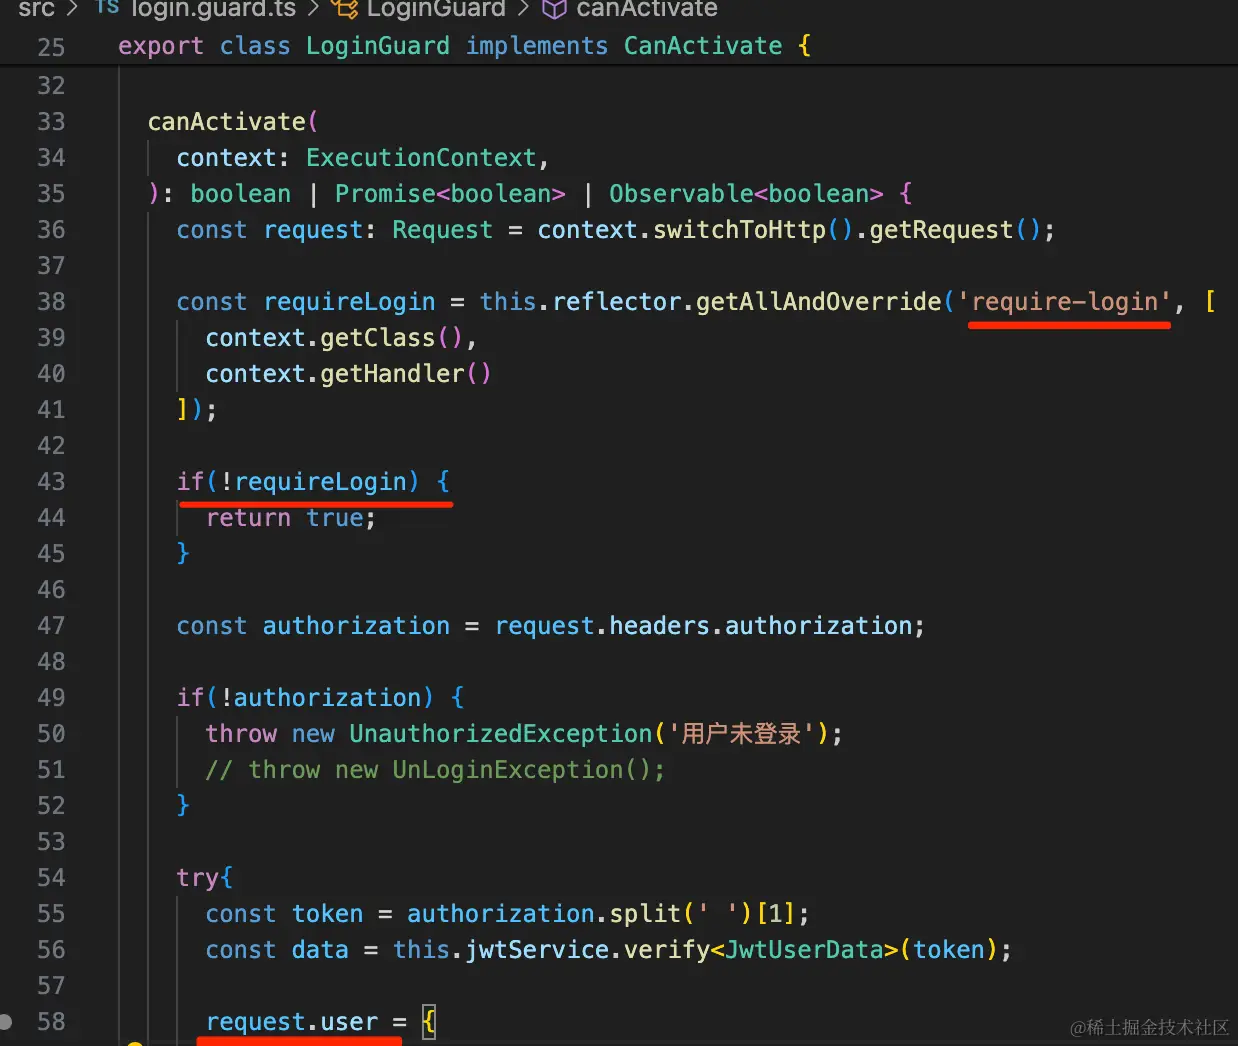 src > TS login.guard.ts > LoginGuard > canActivate
25 export class LoginGuard implements CanActivate {
32
33 canActivate(
34 context: ExecutionContext,
35 ): boolean | Promise<boolean> | Observable<boolean> {
36 const request: Request = context.switchToHttp().getRequest();
37
38 const requireLogin = this.reflector.getAllAndOverride('require-login', [
39 context.getClass(),
40 context.getHandler()
41 ]);
42
43 if(!requireLogin) {
44 return true;
45 }
46
47 const authorization = request.headers.authorization;
48
49 if(!authorization) {
50 throw new UnauthorizedException('用户未登录');
51 // throw new UnLoginException();
52 }
53
54 try{
55 const token = authorization.split(' ')[1];
56 const data = this.jwtService.verify<JwtUserData>(token);
57
58 request.user = {
@稀土掘金技术社区